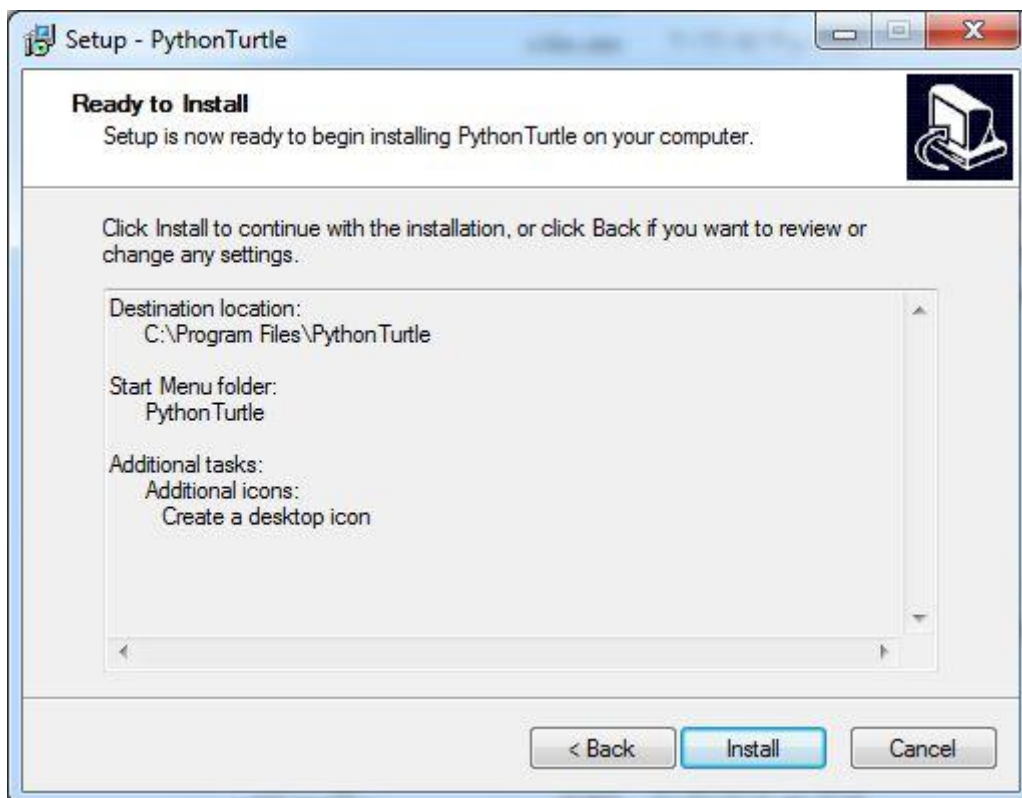 Setup - PythonTurtle
Ready to Install
Setup is now ready to begin installing PythonTurtle on your computer.
Click Install to continue with the installation, or click Back if you want to review or
change any settings.
Destination location:
C:\Program Files\PythonTurtle
Start Menu folder:
PythonTurtle
Additional tasks:
Additional icons:
Create a desktop icon
< Back
Install
Cancel